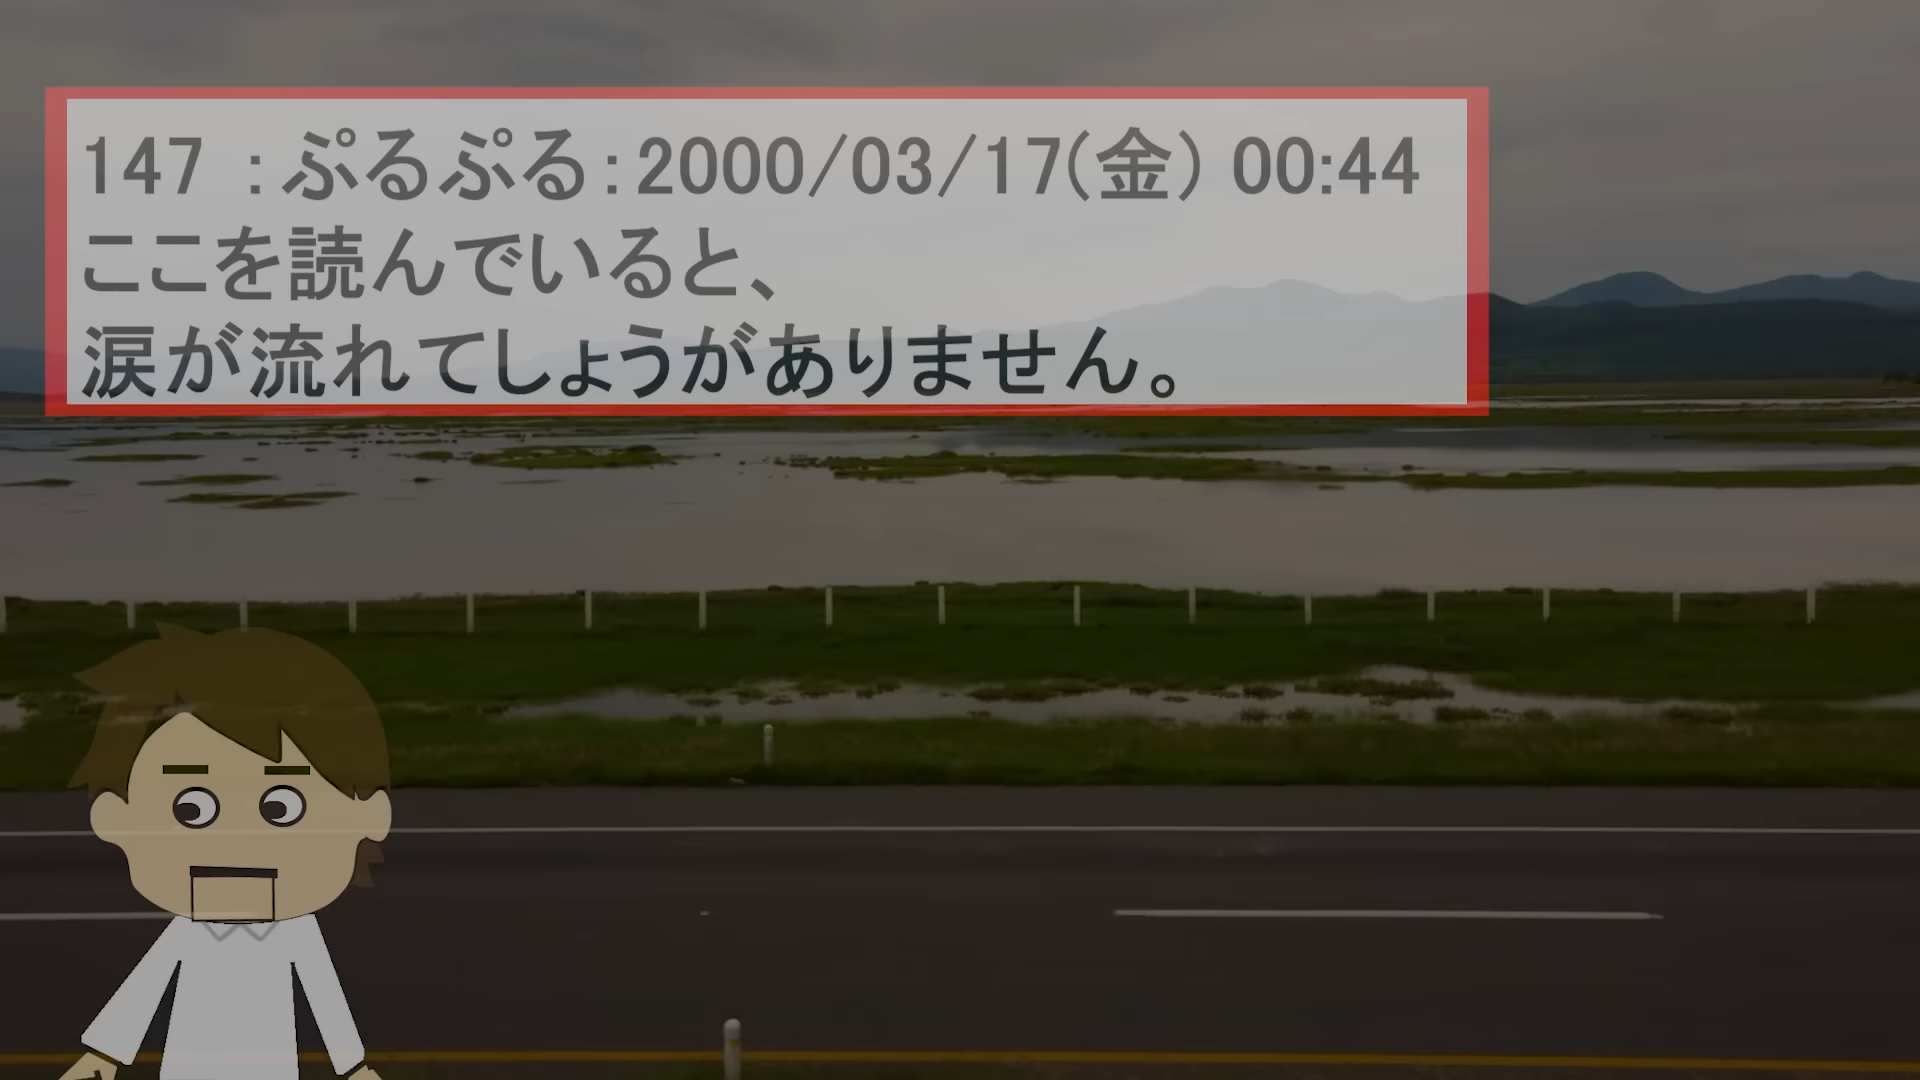 147 ：ぷるぷる：2000/03/17(金) 00:44
ここを読んでいると、
涙が流れてしょうがありません。